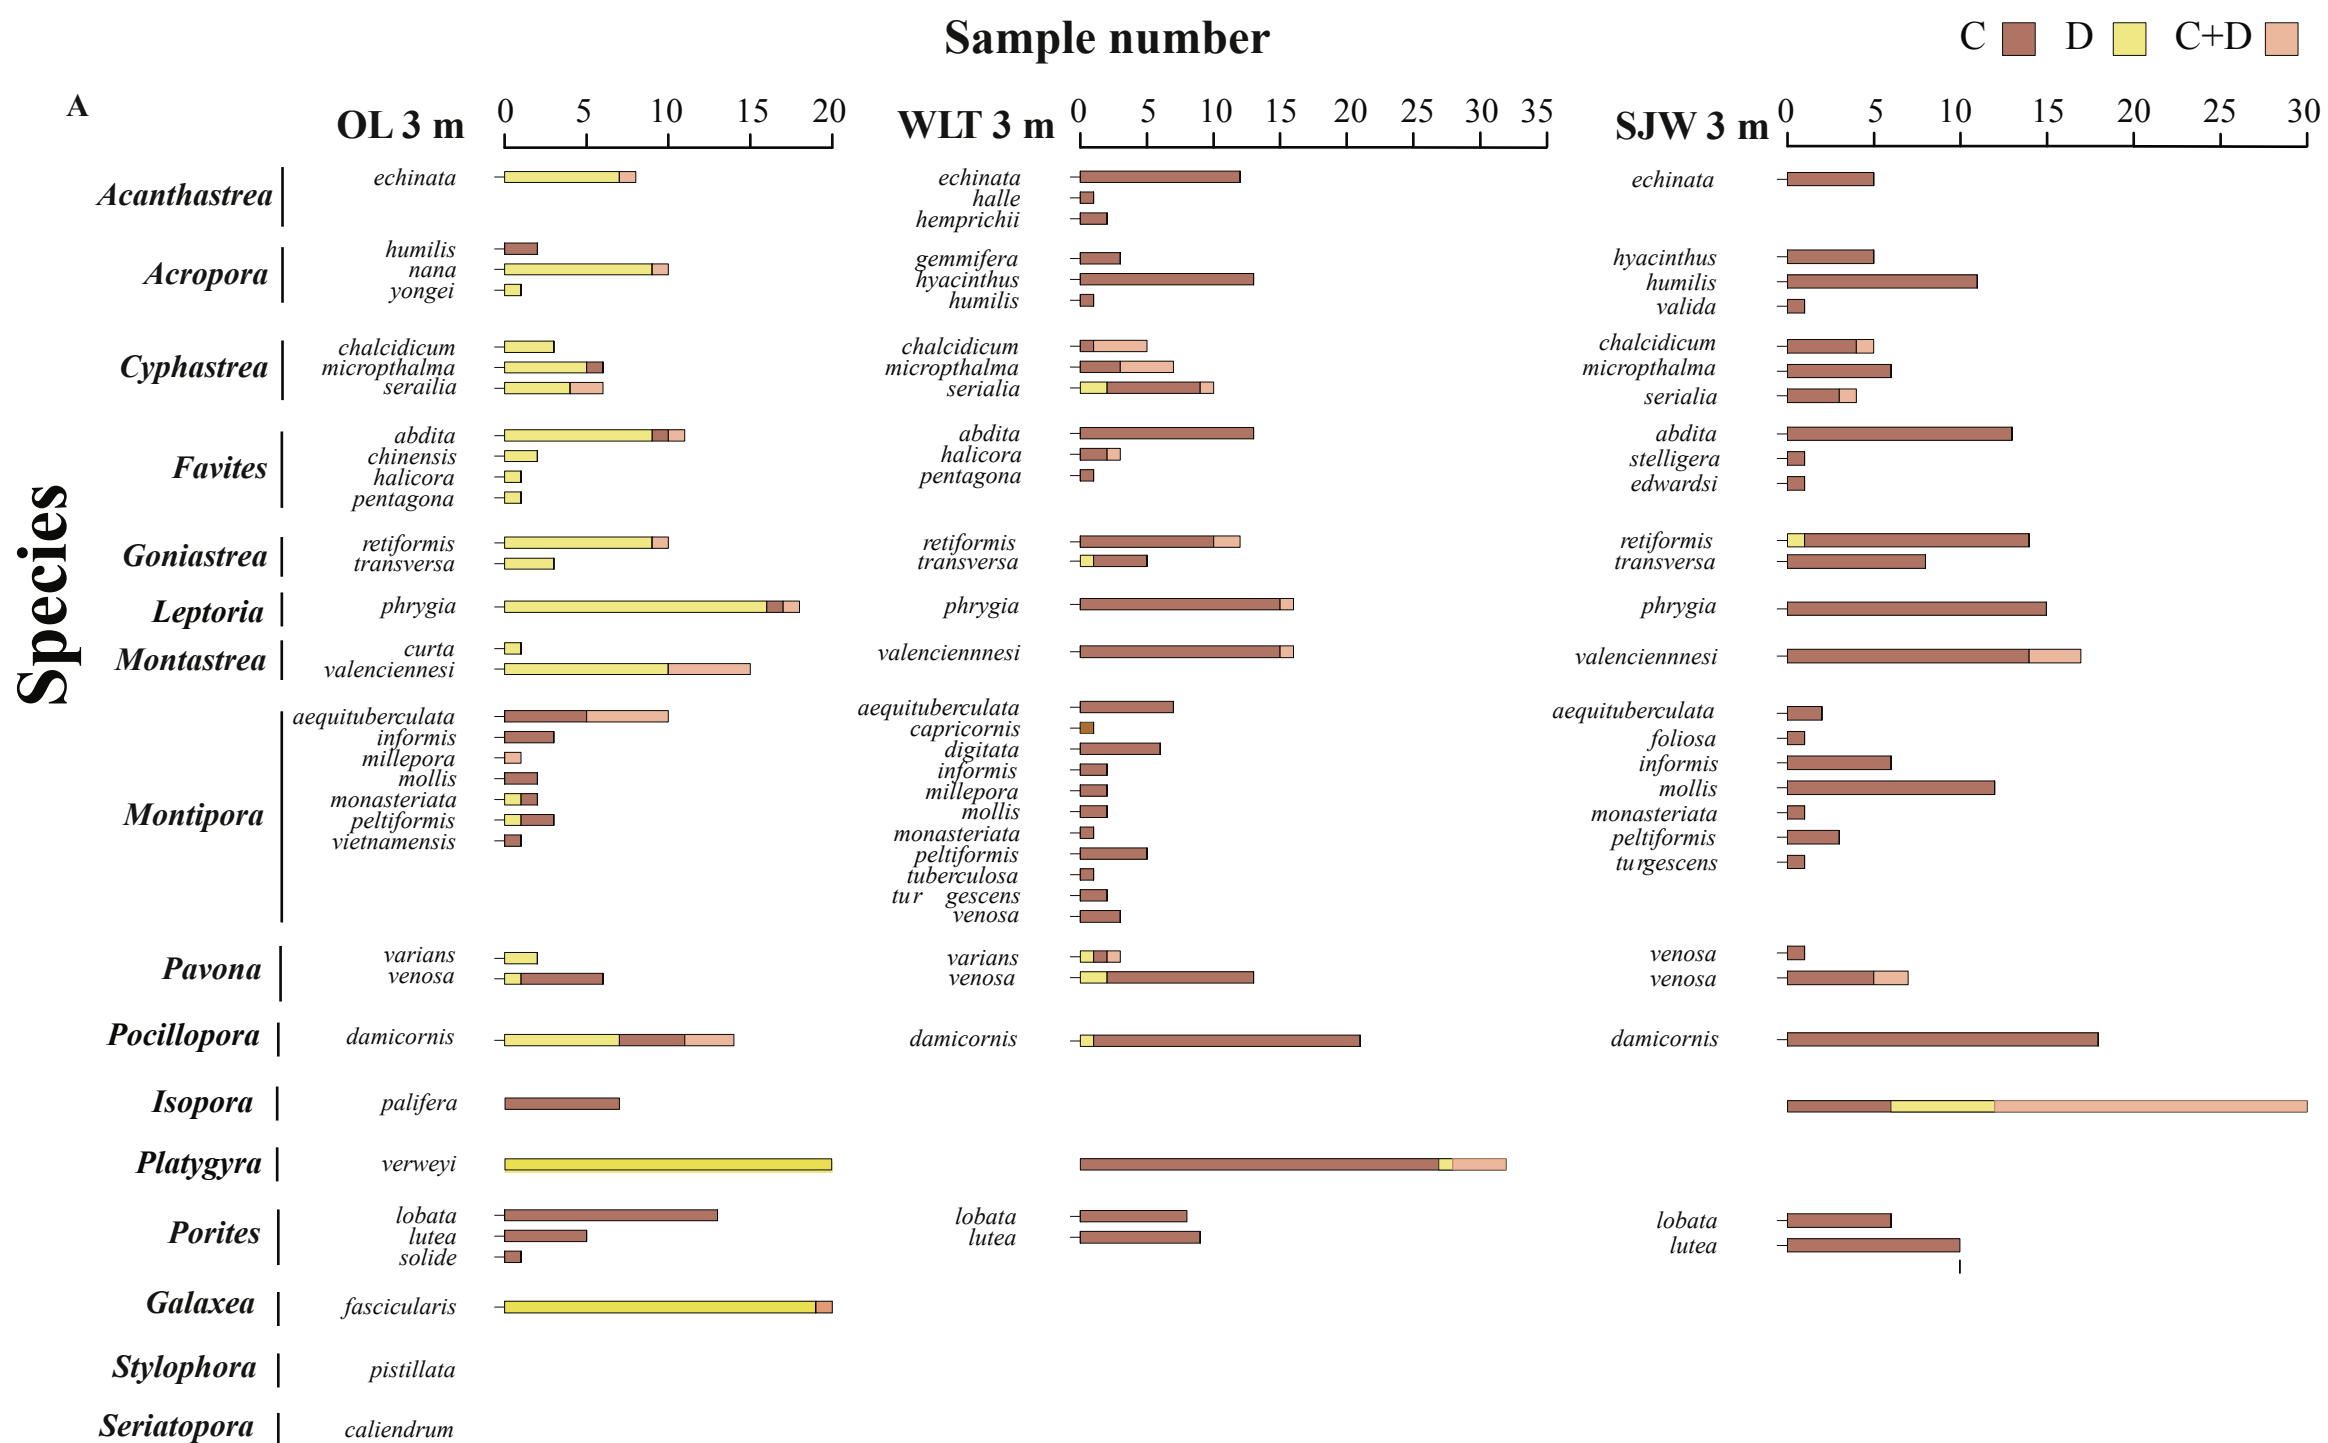 Sample number
C D C+D
A
OL 3 m 0 5 10 15 20
WLT 3 m 0 5 10 15 20 25 30 35
SJW 3 m 0 5 10 15 20 25 30
Species
Acanthastrea
echinata
echinata
halle
hemprichii
echinata
Acropora
humilis
nana
yongei
gemmifera
hyacinthus
humilis
hyacinthus
humilis
valida
Cyphastrea
chalcidicum
micropthalma
serailia
chalcidicum
micropthalma
serialia
chalcidicum
micropthalma
serialia
Favites
abdita
chinensis
halicora
pentagona
abdita
halicora
pentagona
abdita
stelligera
edwardsi
Goniastrea
retiformis
transversa
retiformis
transversa
retiformis
transversa
Leptoria
phrygia
phrygia
phrygia
Montastrea
curta
valenciennesi
valenciennnesi
valenciennnesi
Montipora
aequituberculata
informis
millepora
mollis
monasteriata
peltiformis
vietnamensis
aequituberculata
capricornis
digitata
informis
millepora
mollis
monasteriata
peltiformis
tuberculosa
tur gescens
venosa
aequituberculata
foliosa
informis
mollis
monasteriata
peltiformis
turgescens
Pavona
varians
venosa
varians
venosa
venosa
venosa
Pocillopora
damicornis
damicornis
damicornis
Isopora
palifera
Platygyra
verweyi
Porites
lobata
lutea
solide
lobata
lutea
lobata
lutea
Galaxea
fascicularis
Stylophora
pistillata
Seriatopora
caliendrum